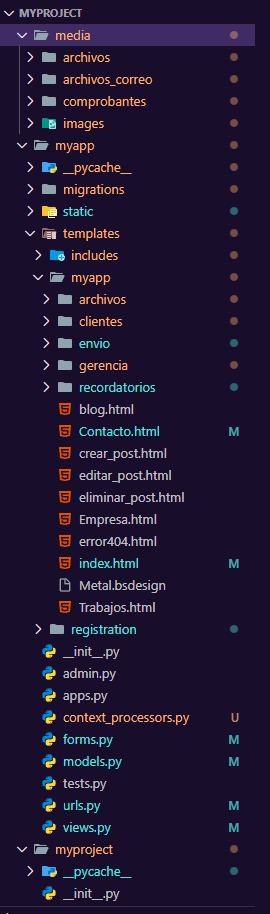 MYPROJECT
media
archivos
archivos_correo
comprobantes
images
myapp
__pycache__
migrations
static
templates
includes
myapp
archivos
clientes
envio
gerencia
recordatorios
blog.html
Contacto.html M
crear_post.html
editar_post.html
eliminar_post.html
Empresa.html
error404.html
index.html M
Metal.bsdesign
Trabajos.html
registration
__init__.py
admin.py
apps.py
context_processors.py U
forms.py M
models.py M
tests.py
urls.py M
views.py M
myproject
__pycache__
__init__.py